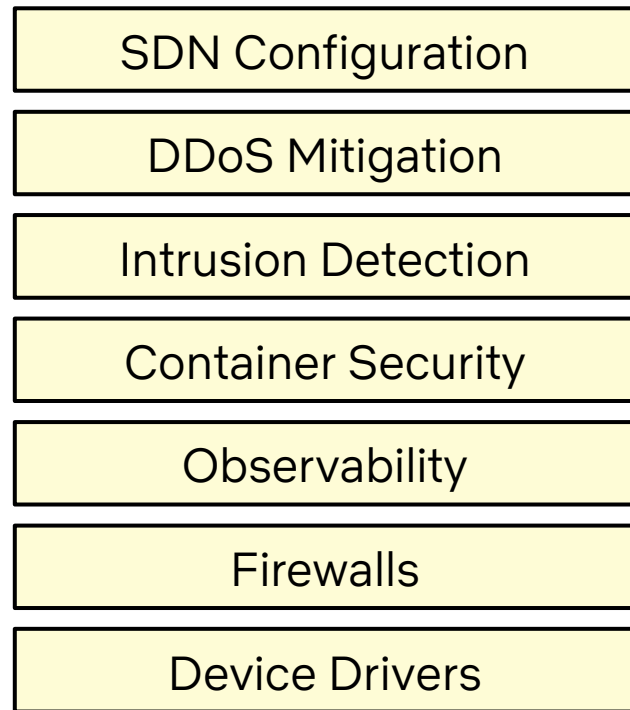 SDN Configuration
DDoS Mitigation
Intrusion Detection
Container Security
Observability
Firewalls
Device Drivers